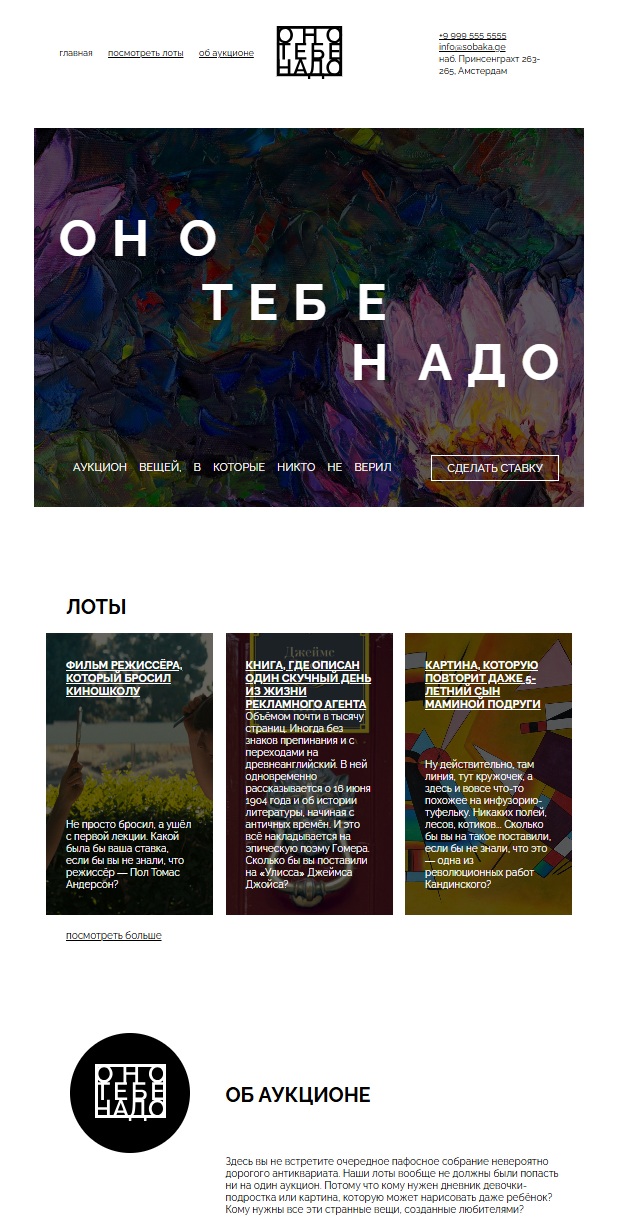 главная посмотреть лоты об аукционе
ОНО
ТЕБЕ
НАДО
+9 999 555 5555
info@sobaka.ge
наб. Принсенграхт 263-
265, Амстердам
ОНО
ТЕБЕ
НАДО
АУКЦИОН ВЕЩЕЙ, В КОТОРЫЕ НИКТО НЕ ВЕРИЛ
СДЕЛАТЬ СТАВКУ
ЛОТЫ
ФИЛЬМ РЕЖИССЁРА,
КОТОРЫЙ БРОСИЛ
КИНОШКОЛУ
Не просто бросил, а ушёл
с первой лекции. Какой
была бы ваша ставка,
если бы вы не знали, что
режиссёр — Пол Томас
Андерсон?
Джеймс
КНИГА, ГДЕ ОПИСАН
ОДИН СКУЧНЫЙ ДЕНЬ
ИЗ ЖИЗНИ
РЕКЛАМНОГО АГЕНТА
Объёмом почти в тысячу
страниц. Иногда без
знаков препинания и с
переходами на
древнеанглийский. В ней
одновременно
рассказывается о 16 июня
1904 года и об истории
литературы, начиная с
античных времён. И это
всё накладывается на
эпическую поэму Гомера.
Сколько бы вы поставили
на «Улисса» Джеймса
Джойса?
КАРТИНА, КОТОРУЮ
ПОВТОРИТ ДАЖЕ 5-
ЛЕТНИЙ СЫН
МАМИНОЙ ПОДРУГИ
Ну действительно, там
линия, тут кружочек, а
здесь и вовсе что-то
похожее на инфузорию-
туфельку. Никаких полей,
лесов, котиков... Сколько
бы вы на такое поставили,
если бы не знали, что это
— одна из
революционных работ
Кандинского?
посмотреть больше
ОНО
ТЕБЕ
НАДО
ОБ АУКЦИОНЕ
Здесь вы не встретите очередное пафосное собрание невероятно
дорогого антиквариата. Наши лоты вообще не должны были попасть
ни на один аукцион. Потому что кому нужен дневник девочки-
подростка или картина, которую может нарисовать даже ребёнок?
Кому нужны все эти странные вещи, созданные любителями?